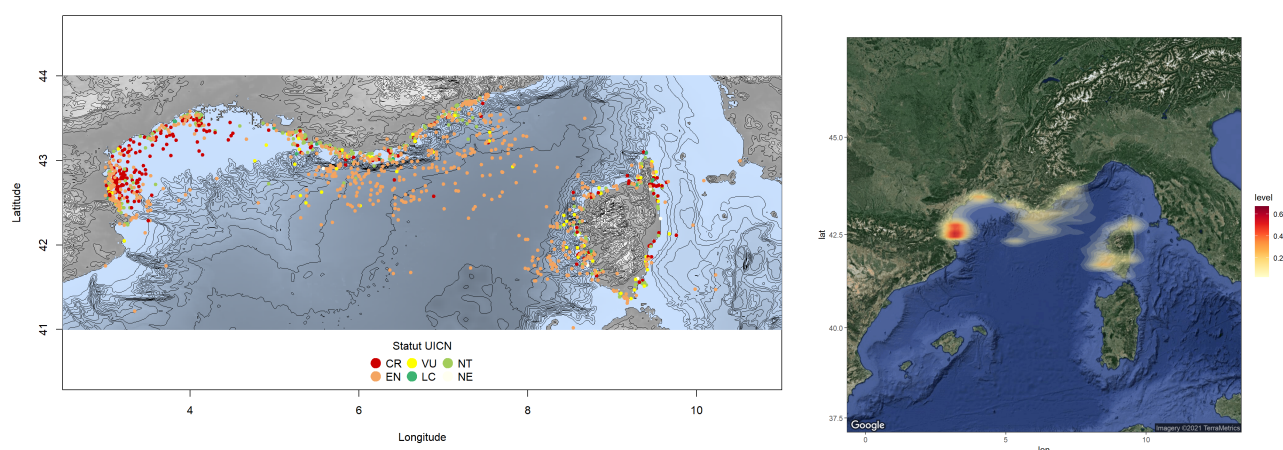 44
43
42
41
Latitude
4
6
8
10
Longitude
Statut UICN
CR VU NT
EN LC NE
45.0
42.5
40.0
37.5
lat
0
5
10
lon
level
0.6
0.4
0.2
Google
Imagery ©2021 TerraMetrics